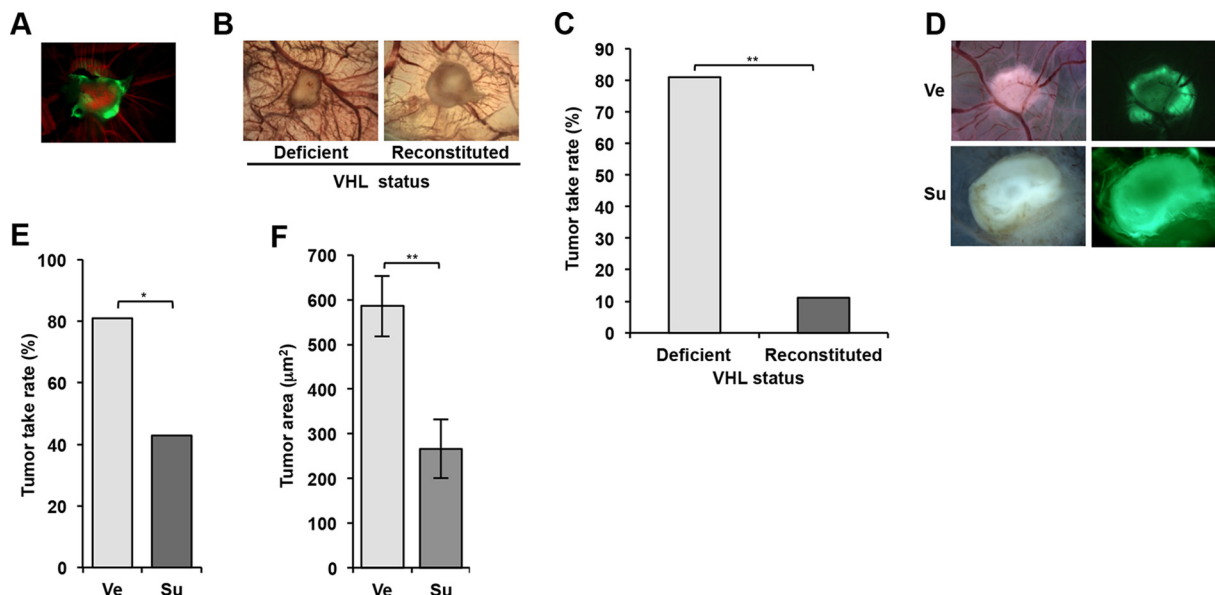 A
B
Deficient Reconstituted
VHL status
C
90
80
70
60
50
40
30
20
10
0
Tumor take rate (%)
**
Deficient Reconstituted
VHL status
D
Ve
Su
E
100
80
60
40
20
0
Tumor take rate (%)
*
Ve Su
F
700
600
500
400
300
200
100
0
Tumor area (μm²)
**
Ve Su